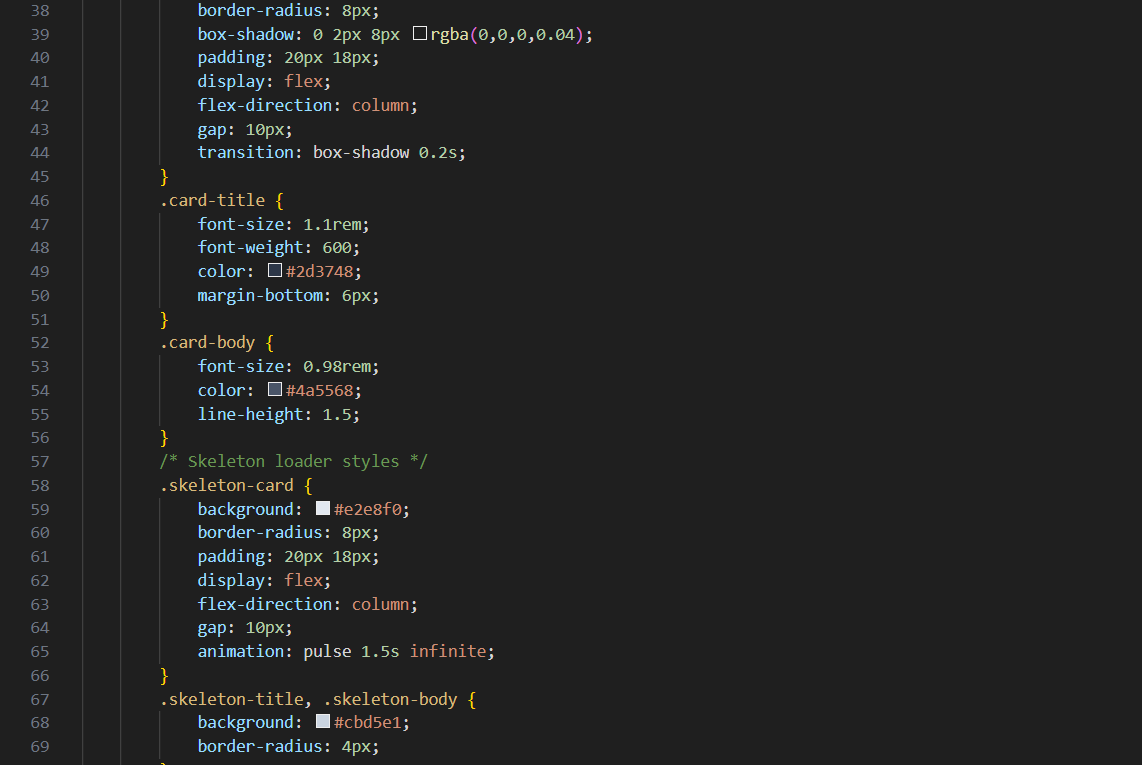 38 border-radius: 8px;
39 box-shadow: 0 2px 8px rgba(0,0,0,0.04);
40 padding: 20px 18px;
41 display: flex;
42 flex-direction: column;
43 gap: 10px;
44 transition: box-shadow 0.2s;
45 }
46 .card-title {
47 font-size: 1.1rem;
48 font-weight: 600;
49 color: #2d3748;
50 margin-bottom: 6px;
51 }
52 .card-body {
53 font-size: 0.98rem;
54 color: #4a5568;
55 line-height: 1.5;
56 }
57 /* Skeleton loader styles */
58 .skeleton-card {
59 background: #e2e8f0;
60 border-radius: 8px;
61 padding: 20px 18px;
62 display: flex;
63 flex-direction: column;
64 gap: 10px;
65 animation: pulse 1.5s infinite;
66 }
67 .skeleton-title, .skeleton-body {
68 background: #cbd5e1;
69 border-radius: 4px;